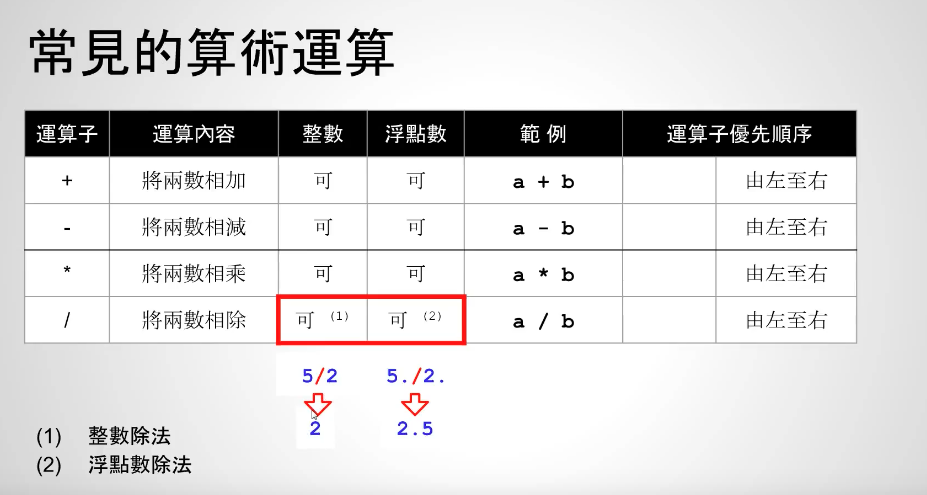 常見的算術運算
運算子 運算內容 整數 浮點數 範 例 運算子優先順序
+ 將兩數相加 可 可 a + b 由左至右
- 將兩數相減 可 可 a - b 由左至右
* 將兩數相乘 可 可 a * b 由左至右
/ 將兩數相除 可 (1) 可 (2) a / b 由左至右
5/2 5./2.
2 2.5
(1) 整數除法
(2) 浮點數除法